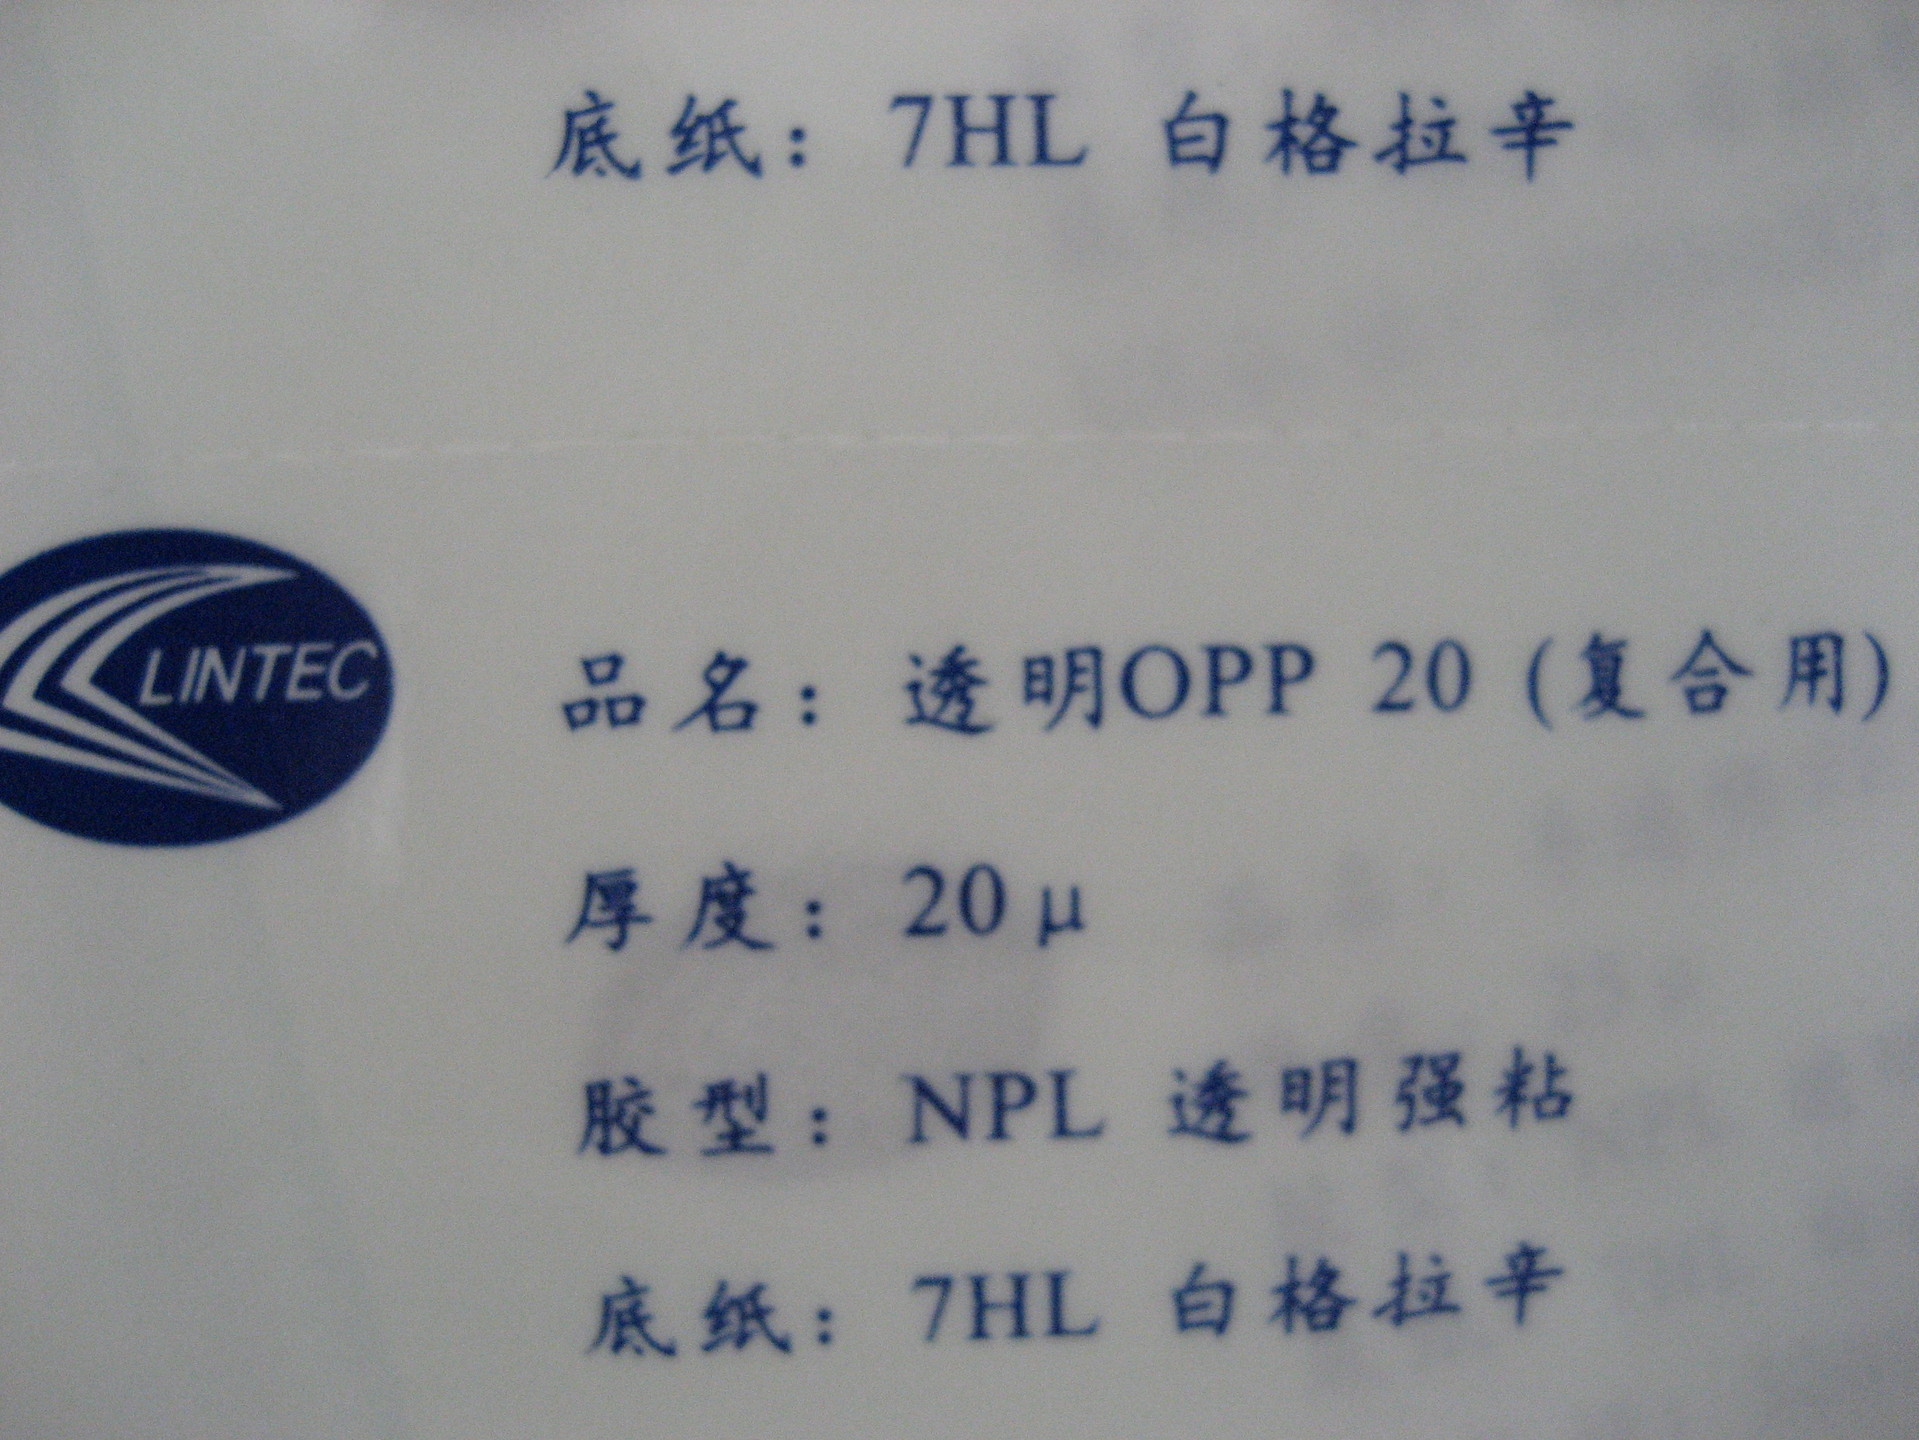 底纸：7HL 白格拉辛
LINTEC
品名：透明OPP 20 (复合用)
厚度：20 μ
胶型：NPL 透明强粘
底纸：7HL 白格拉辛